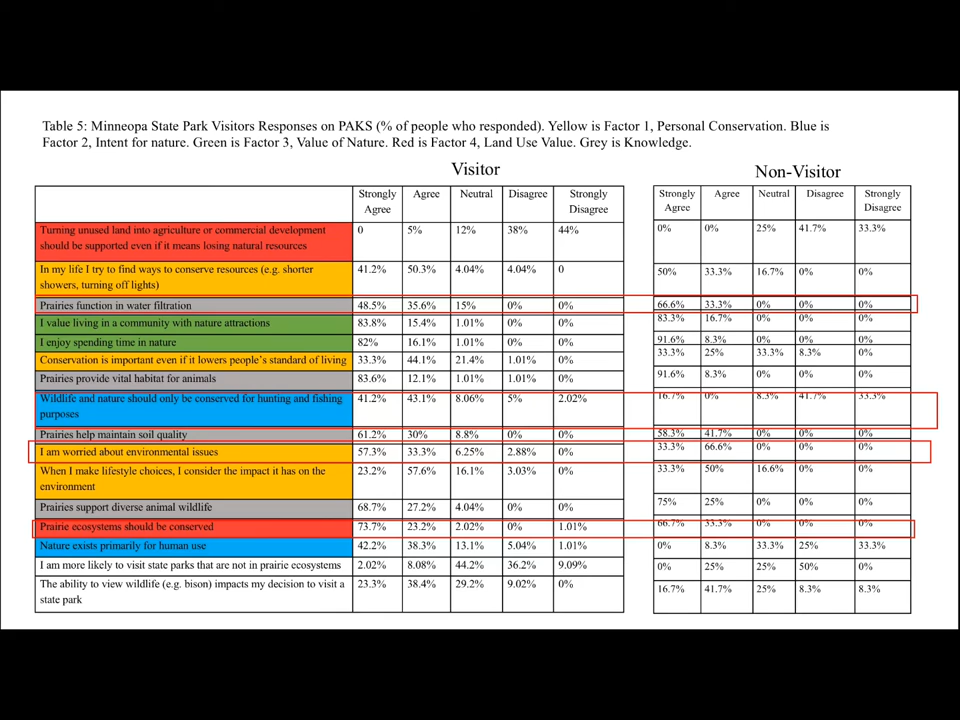 Table 5: Minneopa State Park Visitors Responses on PAKS (% of people who responded). Yellow is Factor 1, Personal Conservation. Blue is
Factor 2, Intent for nature. Green is Factor 3, Value of Nature. Red is Factor 4, Land Use Value. Grey is Knowledge.
Visitor Non-Visitor
Strongly Agree Neutral Disagree Strongly Strongly Agree Neutral Disagree Strongly
Agree Disagree Agree Disagree
Turning unused land into agriculture or commercial development 0 5% 12% 38% 44% 0% 0% 25% 41.7% 33.3%
should be supported even if it means losing natural resources
In my life I try to find ways to conserve resources (e.g. shorter 41.2% 50.3% 4.04% 4.04% 0 50% 33.3% 16.7% 0% 0%
showers, turning off lights)
Prairies function in water filtration 48.5% 35.6% 15% 0% 0% 66.6% 33.3% 0% 0% 0%
I value living in a community with nature attractions 83.8% 15.4% 1.01% 0% 0% 83.3% 16.7% 0% 0% 0%
I enjoy spending time in nature 82% 16.1% 1.01% 0% 0% 91.6% 8.3% 0% 0% 0%
Conservation is important even if it lowers people's standard of living 33.3% 44.1% 21.4% 1.01% 0% 33.3% 25% 33.3% 8.3% 0%
Prairies provide vital habitat for animals 83.6% 12.1% 1.01% 1.01% 0% 91.6% 8.3% 0% 0% 0%
Wildlife and nature should only be conserved for hunting and fishing 41.2% 43.1% 8.06% 5% 2.02% 16.7% 0% 8.3% 41.7% 33.3%
purposes
Prairies help maintain soil quality 61.2% 30% 8.8% 0% 0% 58.3% 41.7% 0% 0% 0%
I am worried about environmental issues 57.3% 33.3% 6.25% 2.88% 0% 33.3% 66.6% 0% 0% 0%
When I make lifestyle choices, I consider the impact it has on the 23.2% 57.6% 16.1% 3.03% 0% 33.3% 50% 16.6% 0% 0%
environment
Prairies support diverse animal wildlife 68.7% 27.2% 4.04% 0% 0% 75% 25% 0% 0% 0%
Prairie ecosystems should be conserved 73.7% 23.2% 2.02% 0% 1.01% 66.7% 33.3% 0% 0% 0%
Nature exists primarily for human use 42.2% 38.3% 13.1% 5.04% 1.01% 0% 8.3% 33.3% 25% 33.3%
I am more likely to visit state parks that are not in prairie ecosystems 2.02% 8.08% 44.2% 36.2% 9.09% 0% 25% 25% 50% 0%
The ability to view wildlife (e.g. bison) impacts my decision to visit a 23.3% 38.4% 29.2% 9.02% 0% 16.7% 41.7% 25% 8.3% 8.3%
state park